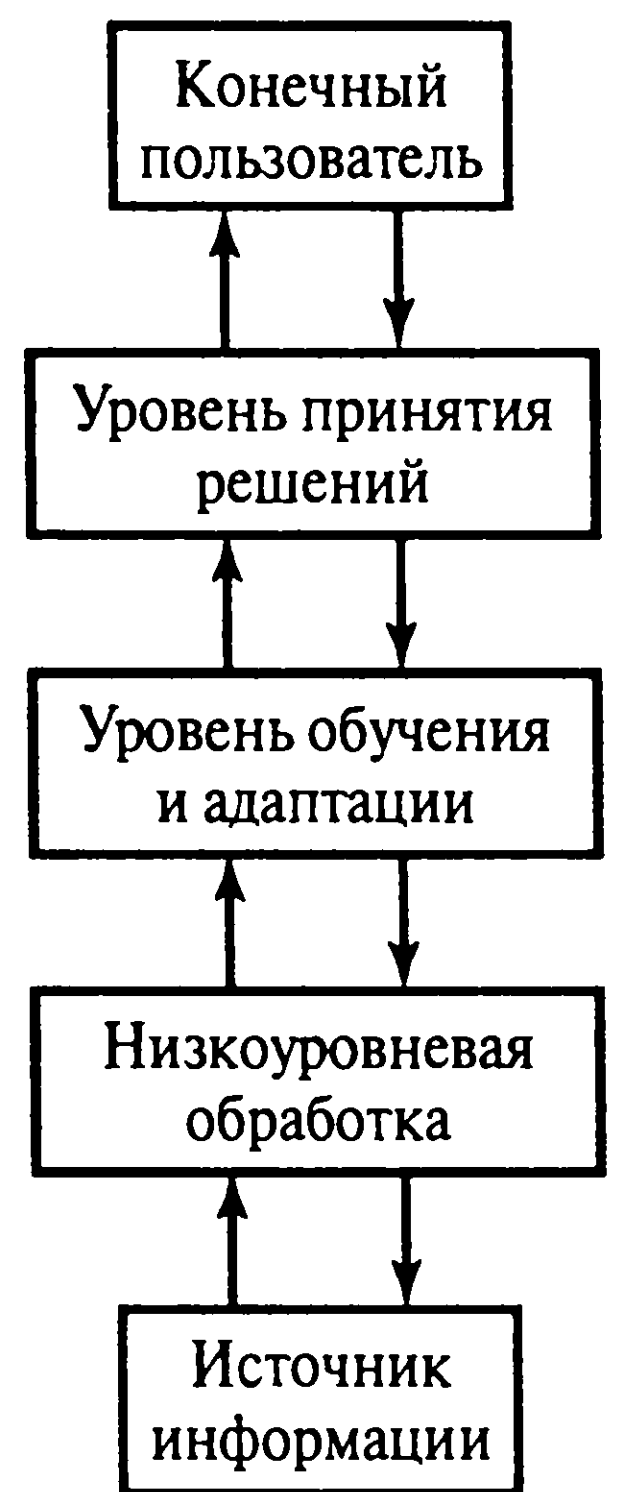 Конечный
пользователь
Уровень принятия
решений
Уровень обучения
и адаптации
Низкоуровневая
обработка
Источник
информации